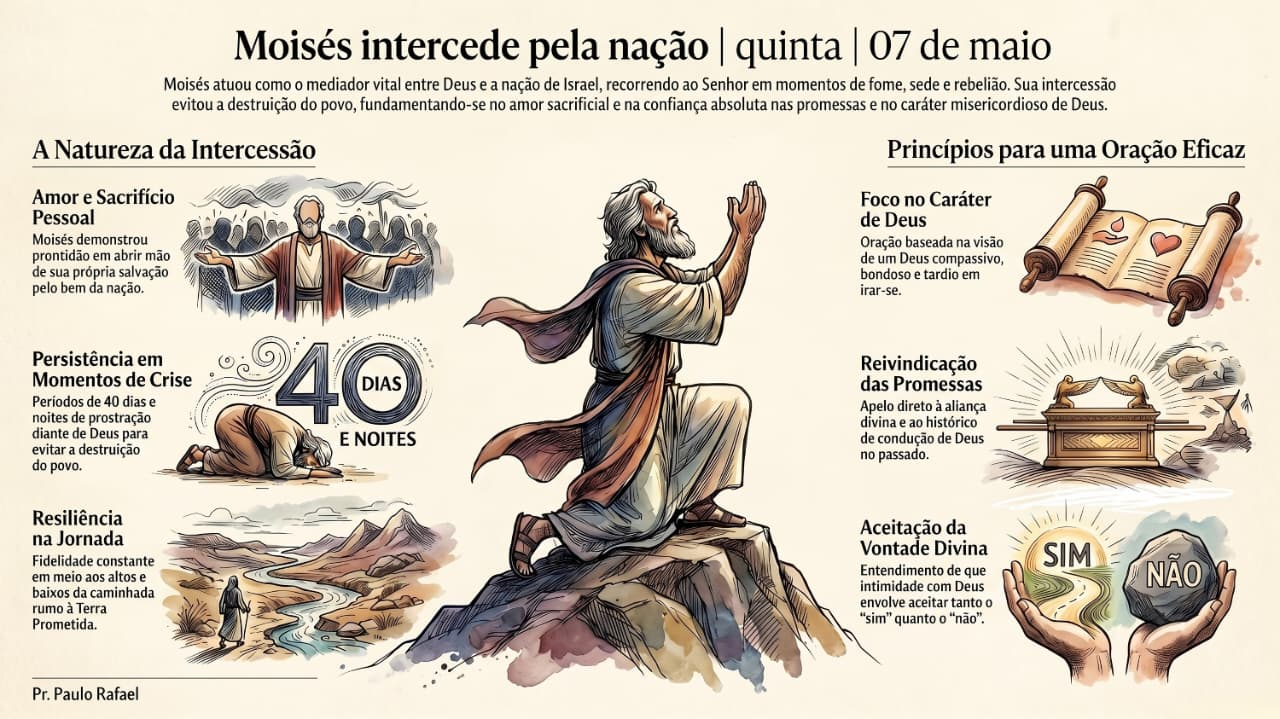 Moisés intercede pela nação | quinta | 07 de maio
Moisés atuou como o mediador vital entre Deus e a nação de Israel, recorrendo ao Senhor em momentos de fome, sede e rebelião. Sua intercessão
evitou a destruição do povo, fundamentando-se no amor sacrificial e na confiança absoluta nas promessas e no caráter misericordioso de Deus.
A Natureza da Intercessão
Amor e Sacrifício
Pessoal
Moisés demonstrou
prontidão em abrir mão
de sua própria salvação
pelo bem da nação.
Persistência em
Momentos de Crise
Períodos de 40 dias e
noites de prostração
diante de Deus para
evitar a destruição
do povo.
40
DIAS
E NOITES
Resiliência
na Jornada
Fidelidade constante
em meio aos altos e
baixos da caminhada
rumo à Terra
Prometida.
Pr. Paulo Rafael
Princípios para uma Oração Eficaz
Foco no Caráter
de Deus
Oração baseada na visão
de um Deus compassivo,
bondoso e tardio em
irar-se.
Reivindicação
das Promessas
Apelo direto à aliança
divina e ao histórico
de condução de Deus
no passado.
Aceitação da
Vontade Divina
Entendimento de que
intimidade com Deus
envolve aceitar tanto o
“sim” quanto o “não”.
SIM
NÃO